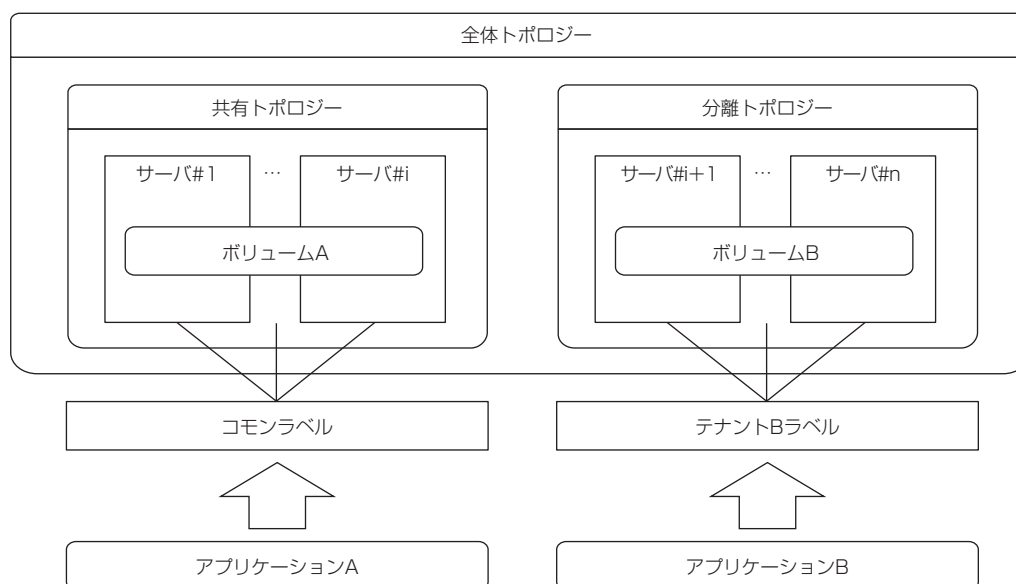 全体トポロジー
共有トポロジー
分離トポロジー
サーバ#1 … サーバ#i
サーバ#i+1 … サーバ#n
ボリュームA
ボリュームB
コモンラベル
テナントBラベル
アプリケーションA
アプリケーションB